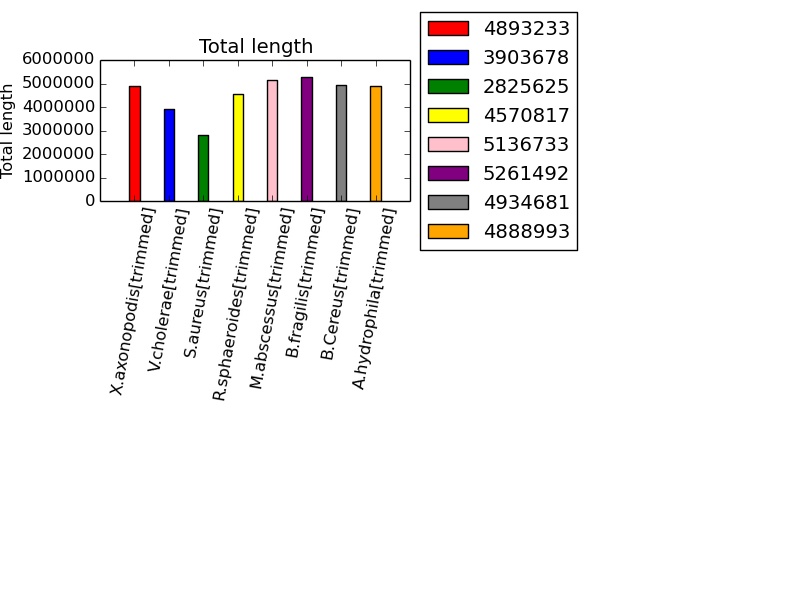 Total length
6000000
5000000
4000000
3000000
2000000
1000000
0
Total length
X.axonopodis[trimmed]
V.cholerae[trimmed]
S.aureus[trimmed]
R.sphaeroides[trimmed]
M.abscessus[trimmed]
B.fragilis[trimmed]
B.Cereus[trimmed]
A.hydrophila[trimmed]
4893233
3903678
2825625
4570817
5136733
5261492
4934681
4888993